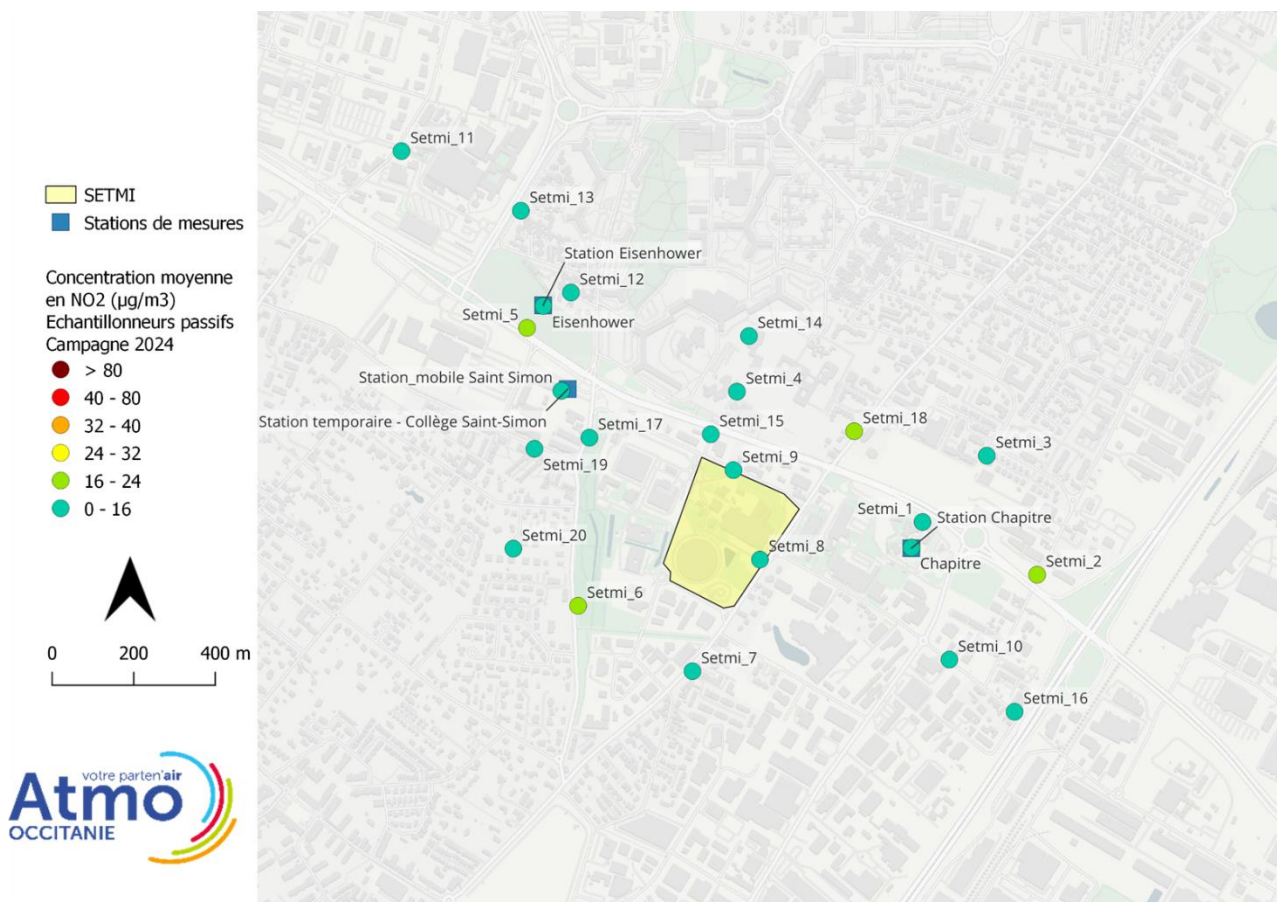 SETMI
Stations de mesures
Concentration moyenne
en NO2 (µg/m3)
Echantillonneurs passifs
Campagne 2024
> 80
40 - 80
32 - 40
24 - 32
16 - 24
0 - 16
0 200 400 m
votre parten'air
Atmo
OCCITANIE
Setmi_11
Setmi_13
Station Eisenhower
Setmi_12
Setmi_5
Eisenhower
Setmi_14
Station_mobile Saint Simon
Setmi_4
Station temporaire - Collège Saint-Simon
Setmi_17
Setmi_15
Setmi_18
Setmi_19
Setmi_9
Setmi_3
Setmi_1
Station Chapitre
Setmi_20
Setmi_8
Chapitre
Setmi_2
Setmi_6
Setmi_7
Setmi_10
Setmi_16